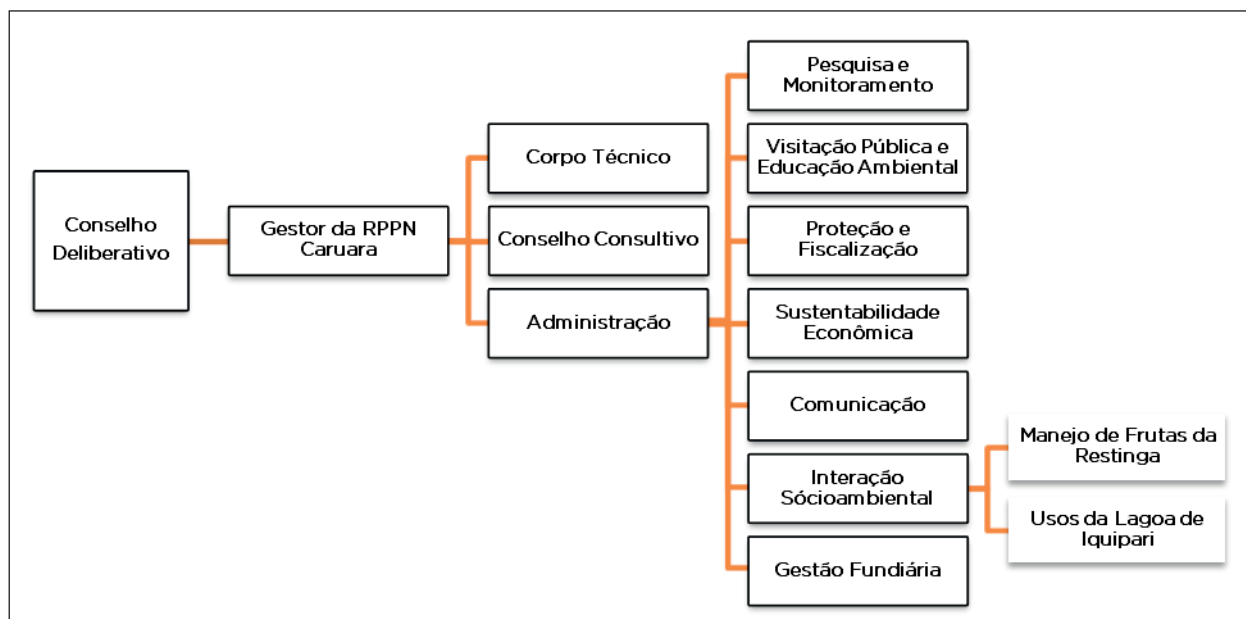 Conselho
Deliberativo
Gestor da RPPN
Caruara
Corpo Técnico
Conselho Consultivo
Administração
Pesquisa e
Monitoramento
Visitação Pública e
Educação Ambiental
Proteção e
Fiscalização
Sustentabilidade
Econômica
Comunicação
Interação
Sócioambiental
Gestão Fundiária
Manejo de Frutas da
Restinga
Usos da Lagoa de
Iquipari